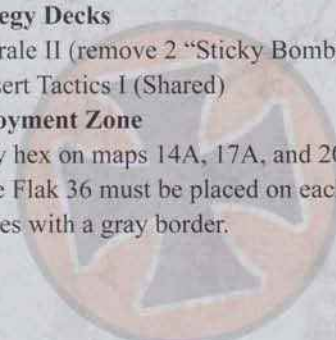 egy Decks
rale II (remove 2 “Sticky Bomb
sert Tactics I (Shared)
oyment Zone
y hex on maps 14A, 17A, and 20
e Flak 36 must be placed on each
es with a gray border.